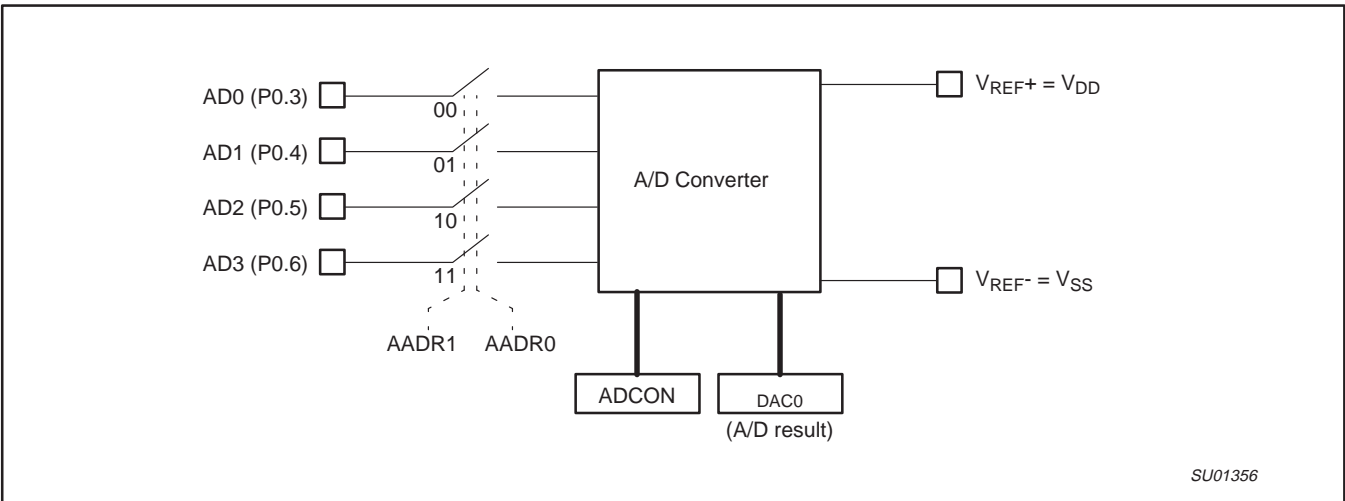 AD0 (P0.3)
00
AD1 (P0.4)
01
AD2 (P0.5)
10
AD3 (P0.6)
11
AADR1 AADR0
A/D Converter
VREF+ = VDD
VREF- = VSS
ADCON
DAC0
(A/D result)
SU01356